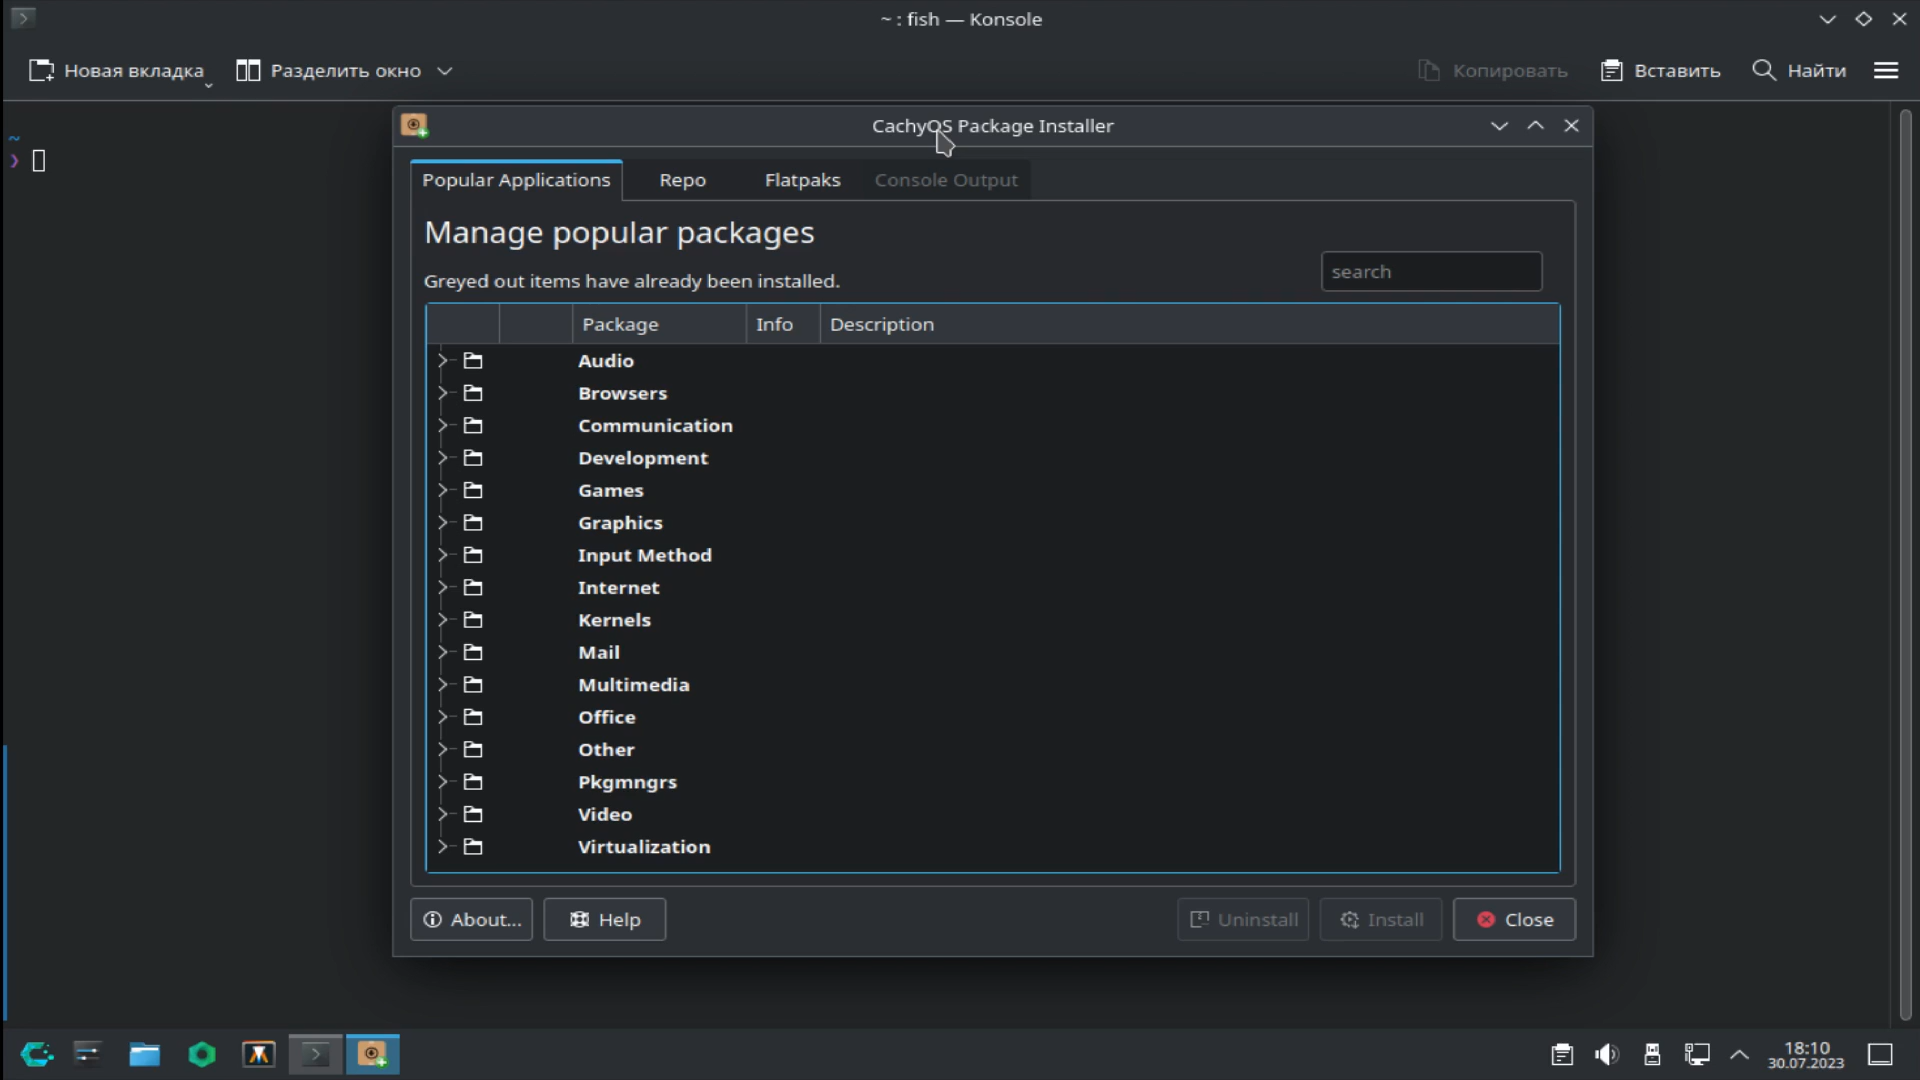 ~ : fish — Konsole
Новая вкладка
Разделить окно
Копировать
Вставить
Найти
~
❯
CachyOS Package Installer
Popular Applications
Repo
Flatpaks
Console Output
Manage popular packages
search
Greyed out items have already been installed.
Package Info Description
Audio
Browsers
Communication
Development
Games
Graphics
Input Method
Internet
Kernels
Mail
Multimedia
Office
Other
Pkgmngrs
Video
Virtualization
About...
Help
Uninstall
Install
Close
18:10
30.07.2023